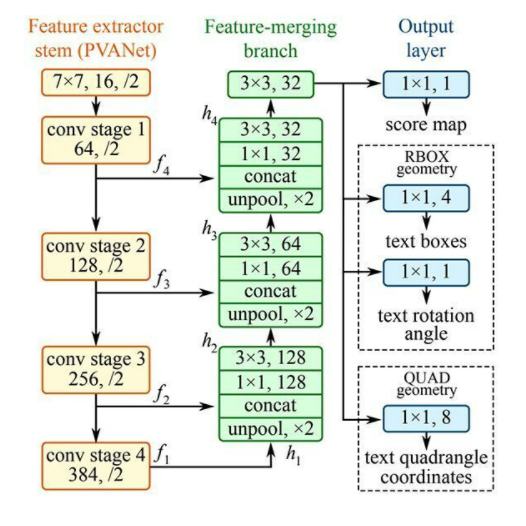 Feature extractor
stem (PVANet)
7×7, 16, /2
conv stage 1
64, /2
f4
conv stage 2
128, /2
f3
conv stage 3
256, /2
f2
conv stage 4
384, /2
f1
Feature-merging
branch
3×3, 32
h4
3×3, 32
1×1, 32
concat
unpool, ×2
h3
3×3, 64
1×1, 64
concat
unpool, ×2
h2
3×3, 128
1×1, 128
concat
unpool, ×2
h1
Output
layer
1×1, 1
score map
RBOX
geometry
1×1, 4
text boxes
1×1, 1
text rotation
angle
QUAD
geometry
1×1, 8
text quadrangle
coordinates